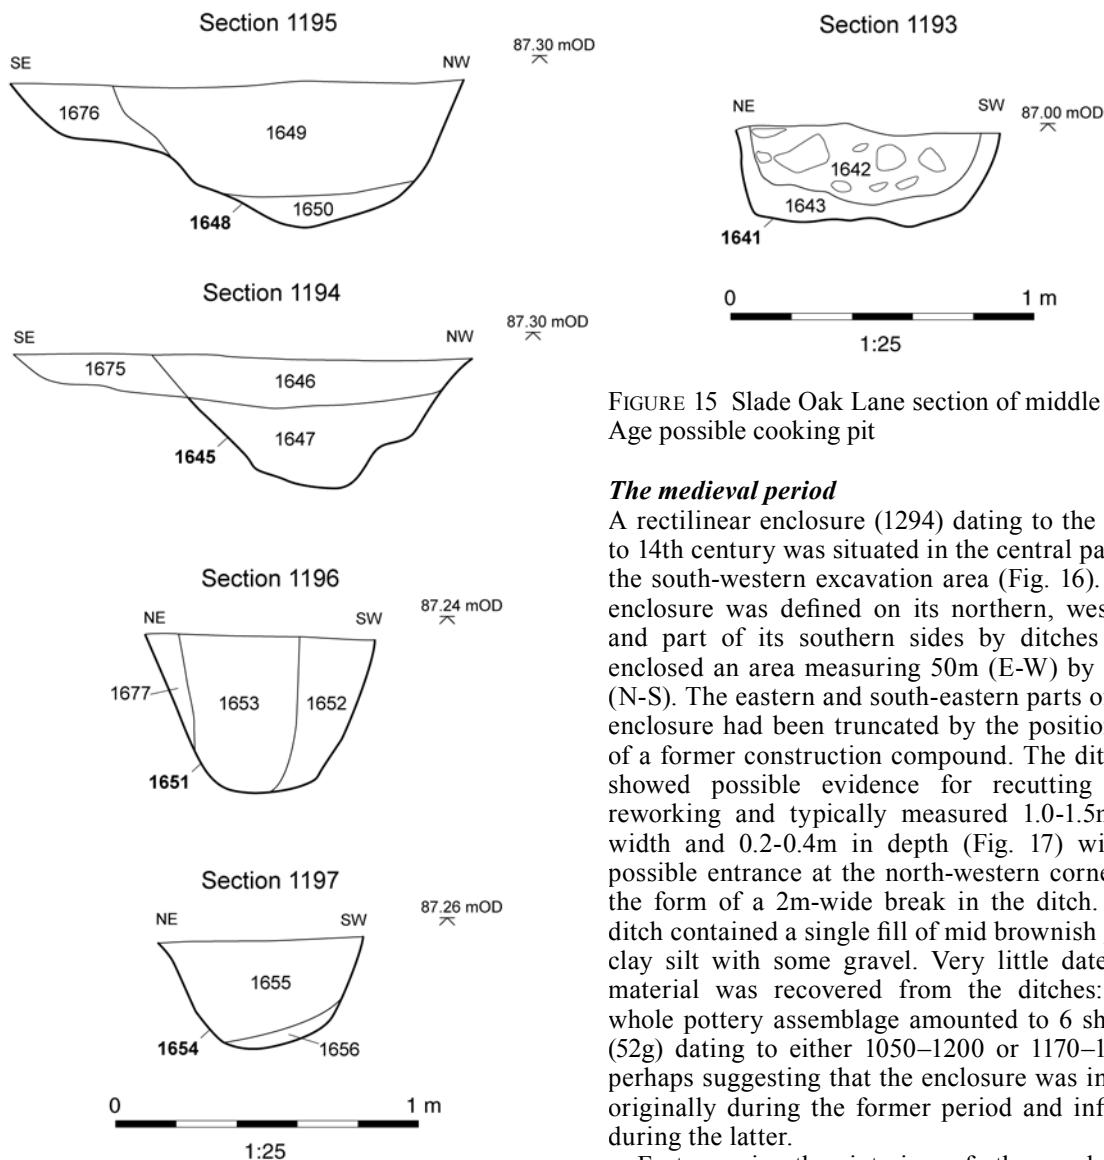 Section 1195
87.30 mOD
SE
NW
1676
1649
1650
1648
Section 1194
87.30 mOD
SE
NW
1675
1646
1647
1645
Section 1196
87.24 mOD
NE
SW
1677
1653
1652
1651
Section 1197
87.26 mOD
NE
SW
1655
1654
1656
0
1 m
1:25
Section 1193
NE
SW
87.00 mOD
1642
1643
1641
0
1 m
1:25
FIGURE 15 Slade Oak Lane section of middle
Age possible cooking pit
The medieval period
A rectilinear enclosure (1294) dating to the
to 14th century was situated in the central pa
the south-western excavation area (Fig. 16).
enclosure was defined on its northern, wes
and part of its southern sides by ditches
enclosed an area measuring 50m (E-W) by
(N-S). The eastern and south-eastern parts o
enclosure had been truncated by the position
of a former construction compound. The dit
showed possible evidence for recutting
reworking and typically measured 1.0-1.5m
width and 0.2-0.4m in depth (Fig. 17) wi
possible entrance at the north-western corne
the form of a 2m-wide break in the ditch.
ditch contained a single fill of mid brownish
clay silt with some gravel. Very little date
material was recovered from the ditches:
whole pottery assemblage amounted to 6 sh
(52g) dating to either 1050–1200 or 1170–1
perhaps suggesting that the enclosure was in
originally during the former period and inf
during the latter.